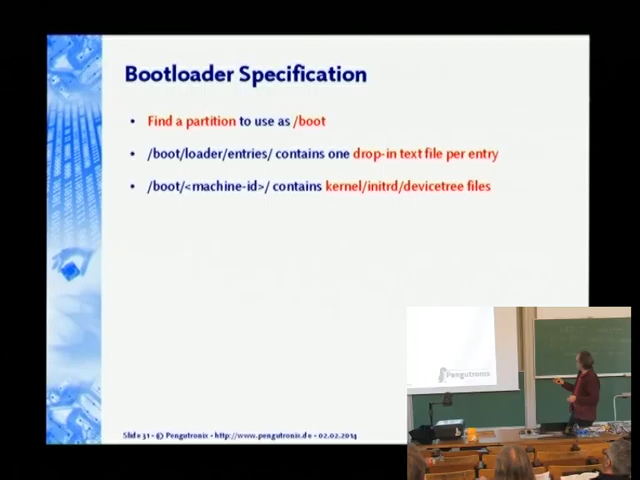 Bootloader Specification
• Find a partition to use as /boot
• /boot/loader/entries/ contains one drop-in text file per entry
• /boot/<machine-id>/ contains kernel/initrd/devicetree files
Slide 31 - © Pengutronix - http://www.pengutronix.de - 02.02.2014
Pengutronix